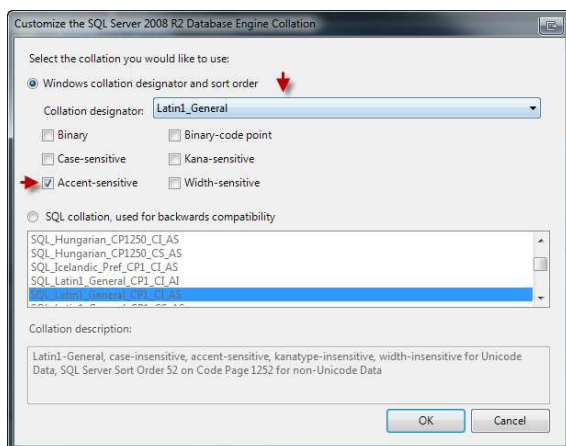 Customize the SQL Server 2008 R2 Database Engine Collation
Select the collation you would like to use:
Windows collation designator and sort order
Collation designator: Latin1_General
Binary Binary-code point
Case-sensitive Kana-sensitive
Accent-sensitive Width-sensitive
SQL collation, used for backwards compatibility
SQL_Hungarian_CP1250_CI_AS
SQL_Hungarian_CP1250_CS_AS
SQL_Icelandic_Pref_CP1_CI_AS
SQL_Latin1_General_CP1_CI_AI
SQL_Latin1_General_CP1_CI_AS
Collation description:
Latin1-General, case-insensitive, accent-sensitive, kanatype-insensitive, width-insensitive for Unicode
Data, SQL Server Sort Order 52 on Code Page 1252 for non-Unicode Data
OK Cancel